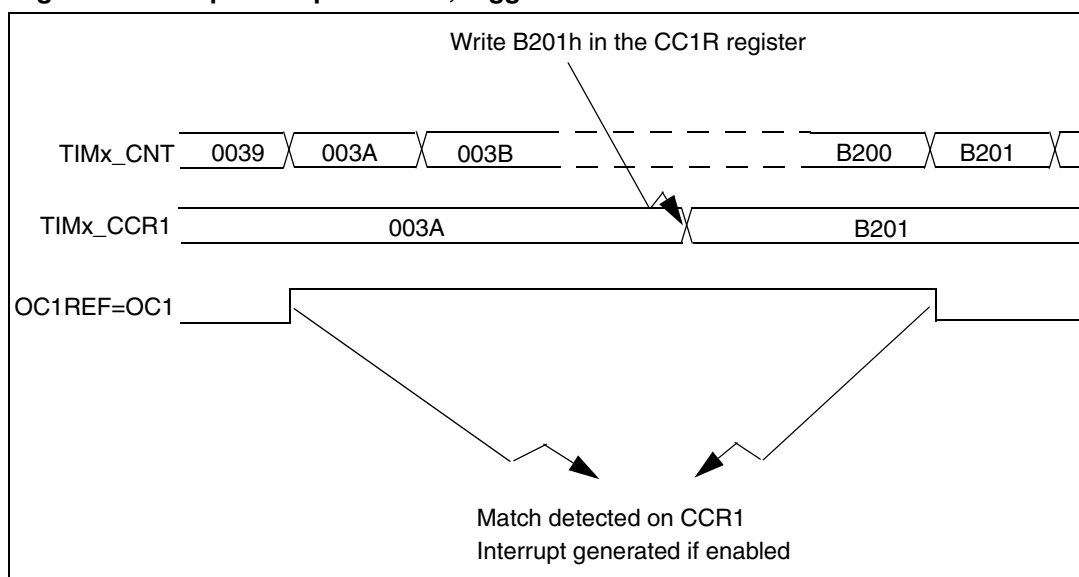 Write B201h in the CC1R register
TIMx_CNT 0039 003A 003B B200 B201
TIMx_CCR1 003A B201
OC1REF=OC1
Match detected on CCR1
Interrupt generated if enabled